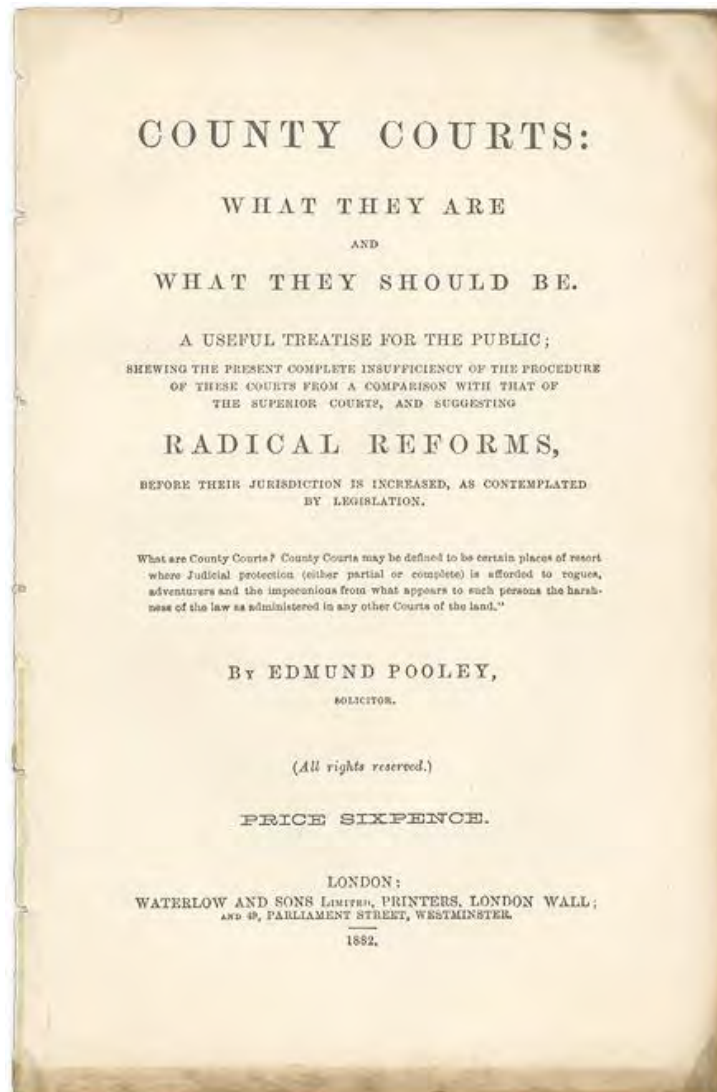 COUNTY COURTS:
WHAT THEY ARE
AND
WHAT THEY SHOULD BE.
A USEFUL TREATISE FOR THE PUBLIC;
SHEWING THE PRESENT COMPLETE INSUFFICIENCY OF THE PROCEDURE
OF THESE COURTS FROM A COMPARISON WITH THAT OF
THE SUPERIOR COURTS, AND SUGGESTING
RADICAL REFORMS,
BEFORE THEIR JURISDICTION IS INCREASED, AS CONTEMPLATED
BY LEGISLATION.
What are County Courts? County Courts may be defined to be certain places of resort
where Judicial protection (either partial or complete) is afforded to rogues,
adventurers and the impecunious from what appears to such persons the harsh-
ness of the law as administered in any other Courts of the land."
BY EDMUND POOLEY,
SOLICITOR.
(All rights reserved.)
PRICE SIXPENCE.
LONDON:
WATERLOW AND SONS LIMITED, PRINTERS, LONDON WALL;
AND 49, PARLIAMENT STREET, WESTMINSTER.
1882.